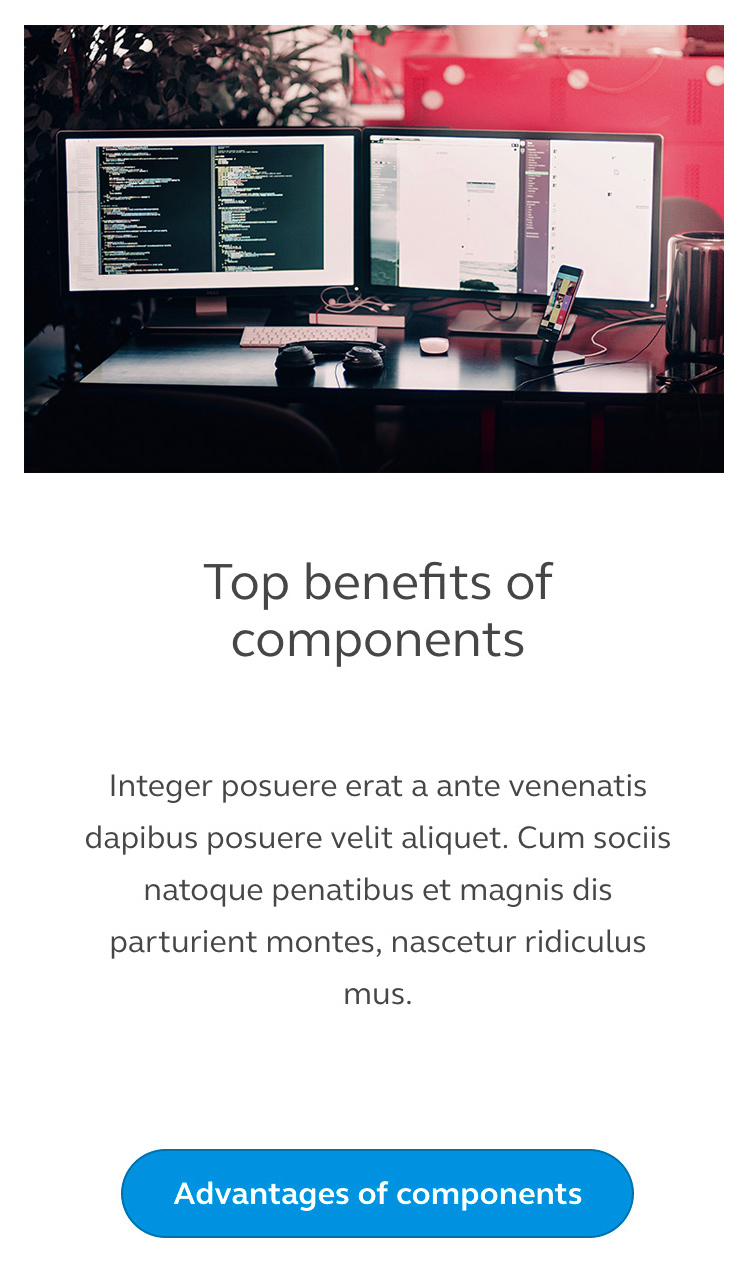 Top benefits of
components
Integer posuere erat a ante venenatis
dapibus posuere velit aliquet. Cum sociis
natoque penatibus et magnis dis
parturient montes, nascetur ridiculus
mus.
Advantages of components